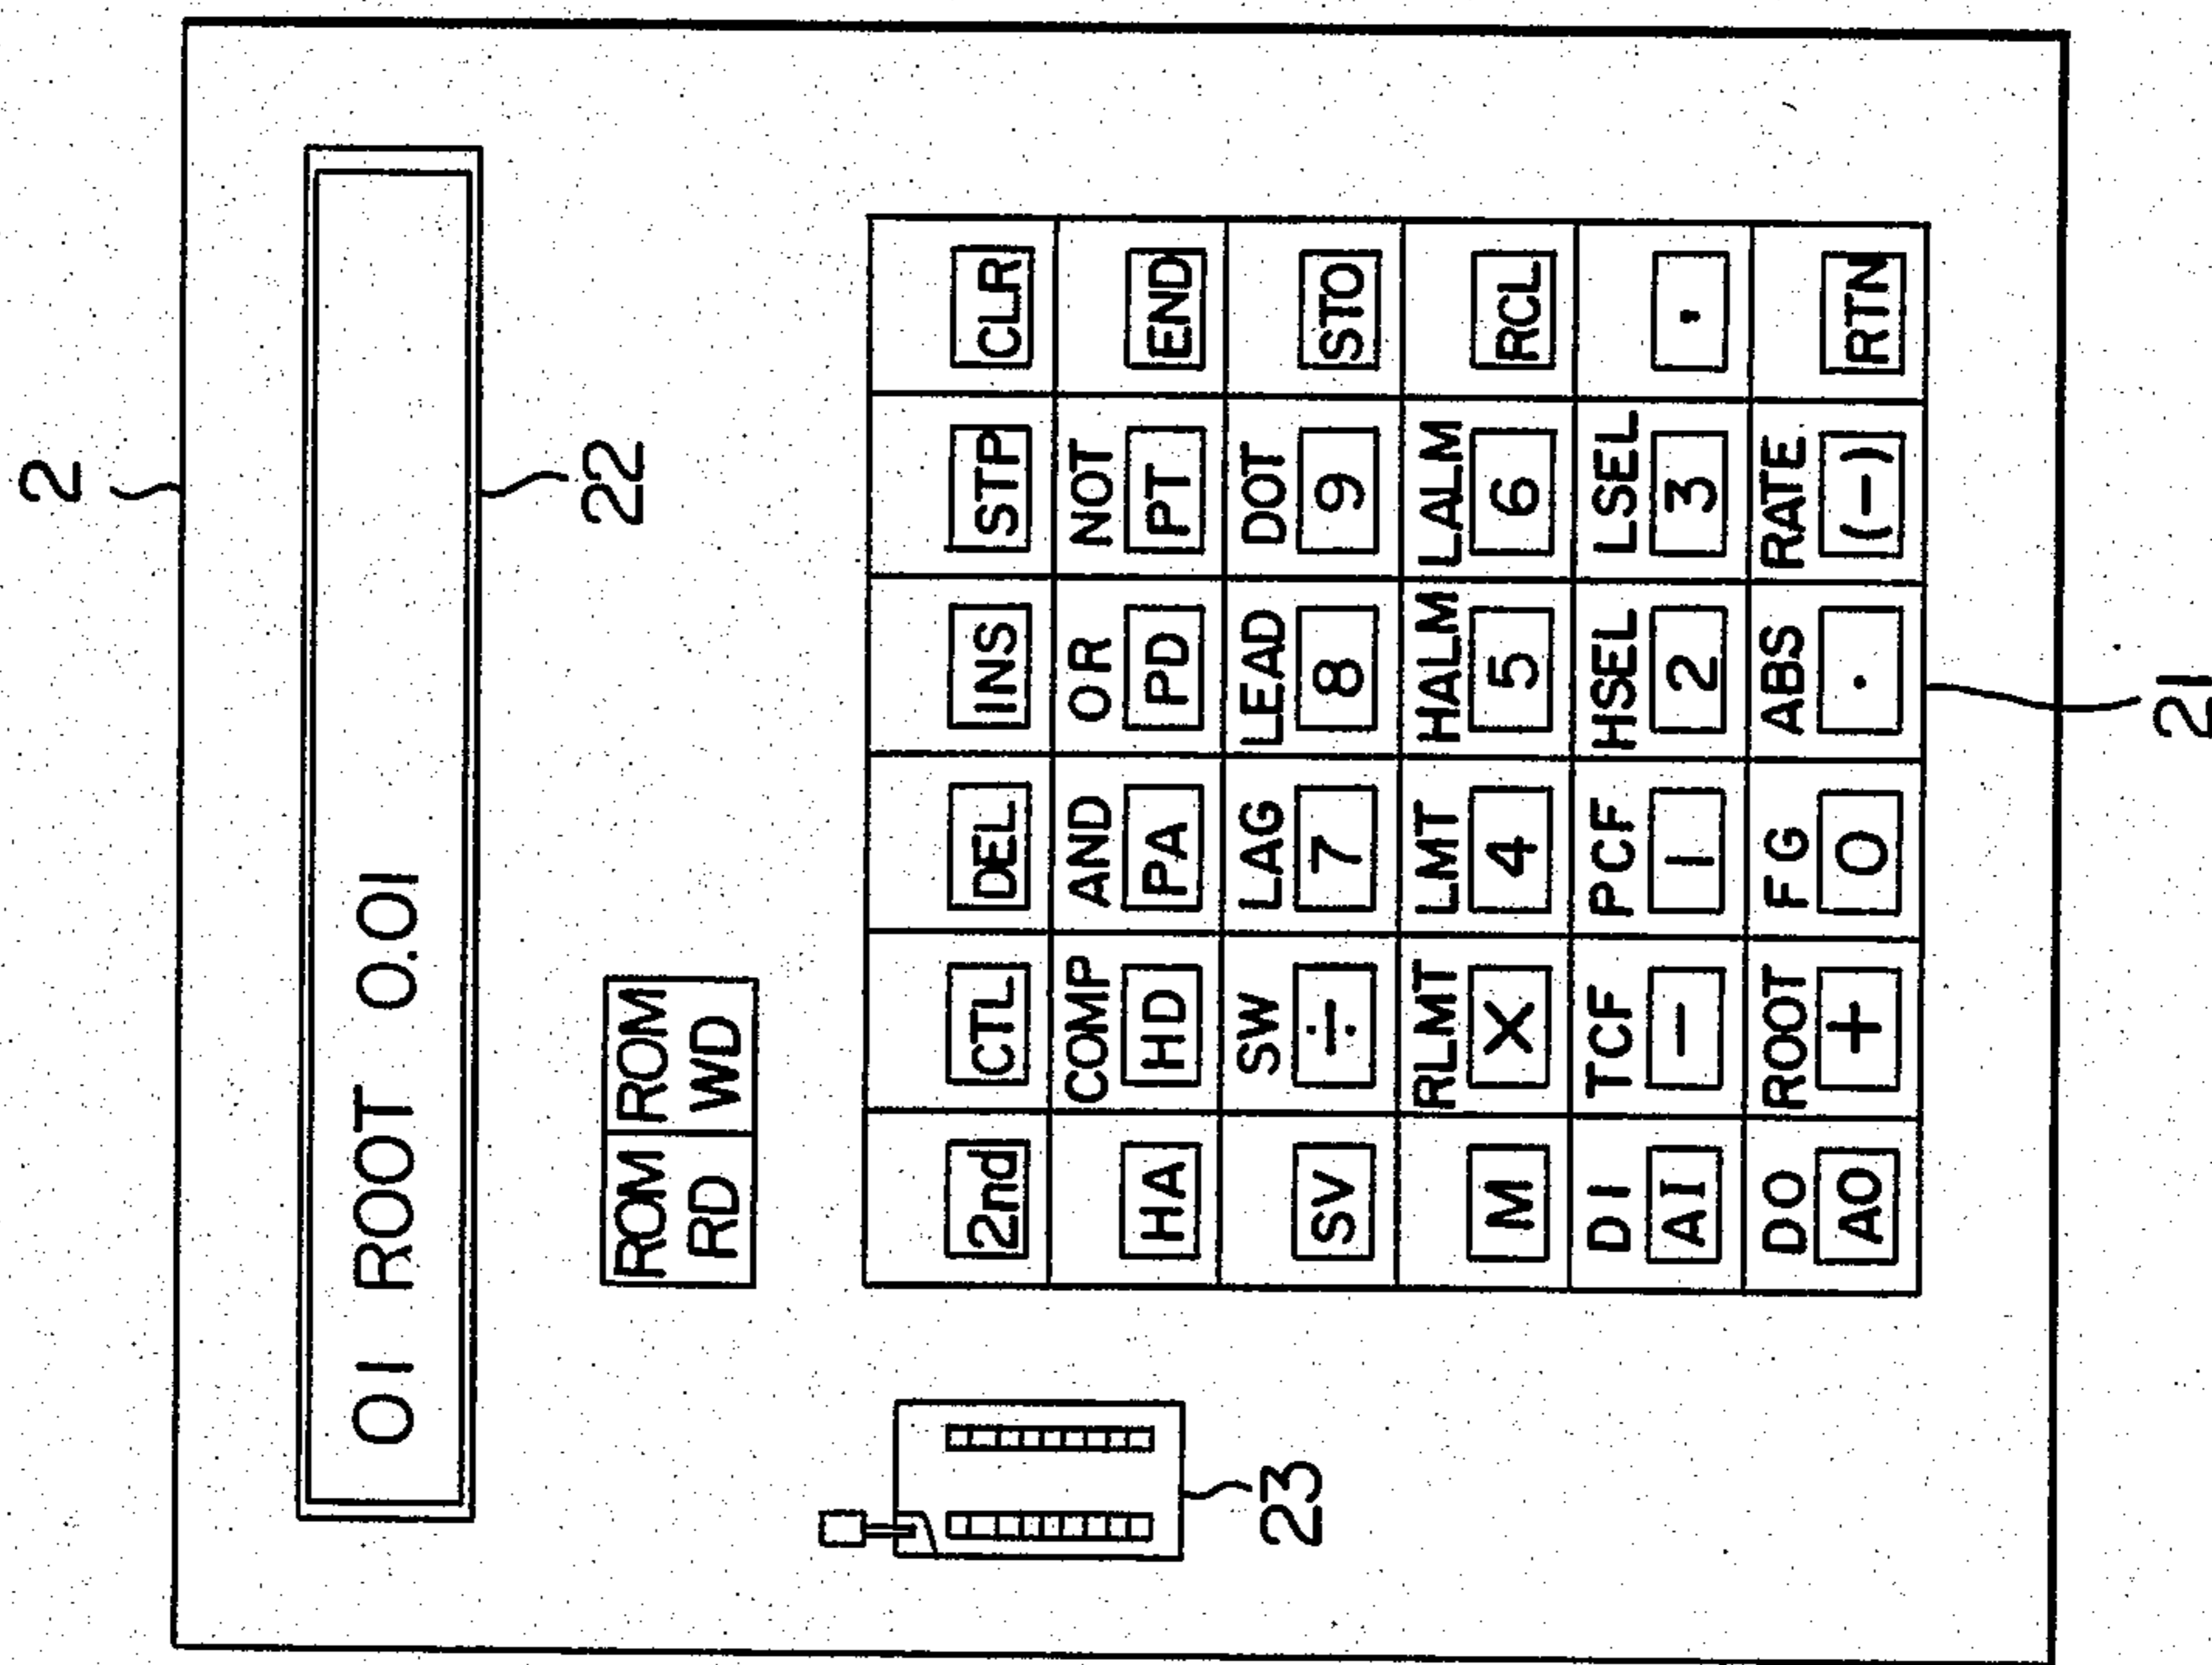 2
01 ROOT 0.01
22
ROM ROM
RD WD
2nd CTL DEL INS STP CLR
COMP AND OR NOT
HA HD PA PD PT END
SW LAG LEAD DOT
SV ÷ 7 8 9 STO
RLMT LMT HALM LALM
M × 4 5 6 RCL
DI TCF PCF HSEL LSEL
AI − 1 2 3 ·
DO ROOT FG ABS RATE
AO + 0 · (−) RTN
23
21